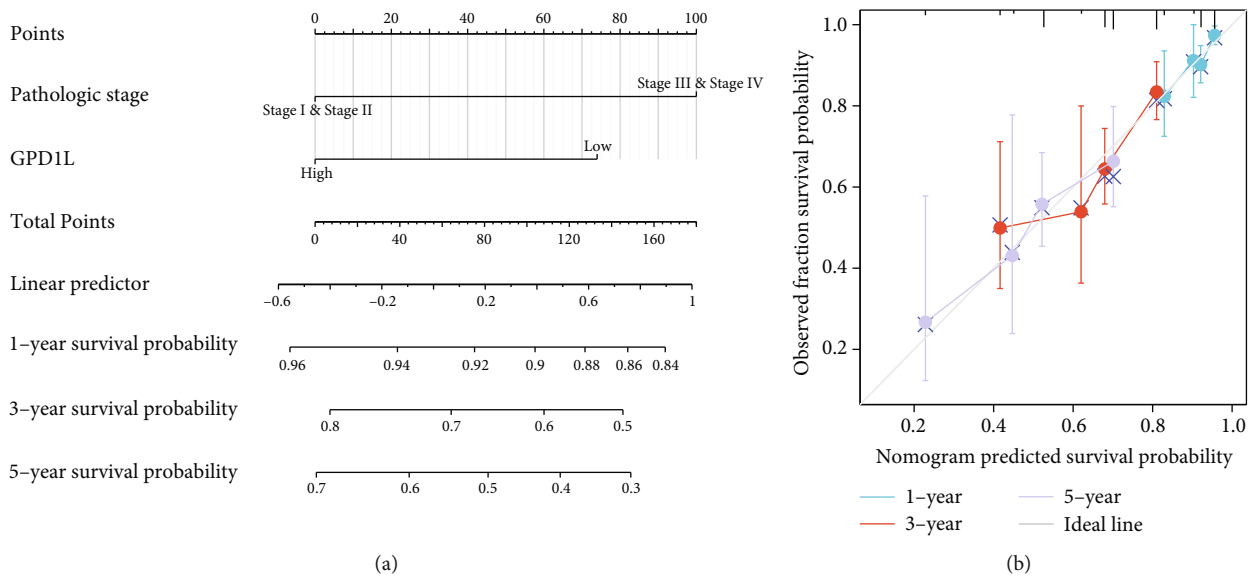 Points
0 20 40 60 80 100
Pathologic stage
Stage III & Stage IV
Stage I & Stage II
GPD1L
Low
High
Total Points
0 40 80 120 160
Linear predictor
−0.6 −0.2 0.2 0.6 1
1−year survival probability
0.96 0.94 0.92 0.9 0.88 0.86 0.84
3−year survival probability
0.8 0.7 0.6 0.5
5−year survival probability
0.7 0.6 0.5 0.4 0.3
(a)
Observed fraction survival probability
1.0
0.8
0.6
0.4
0.2
0.2 0.4 0.6 0.8 1.0
Nomogram predicted survival probability
1−year
5−year
3−year
Ideal line
(b)